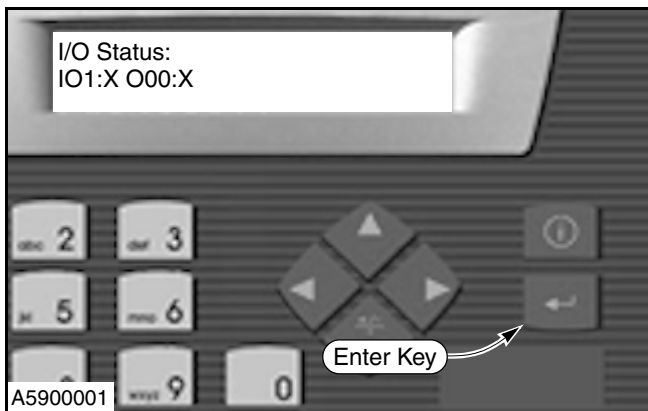 I/O Status:
IO1:X O00:X
abc 2
def 3
5
mno 6
Enter Key
A5900001
wxyz 9
0